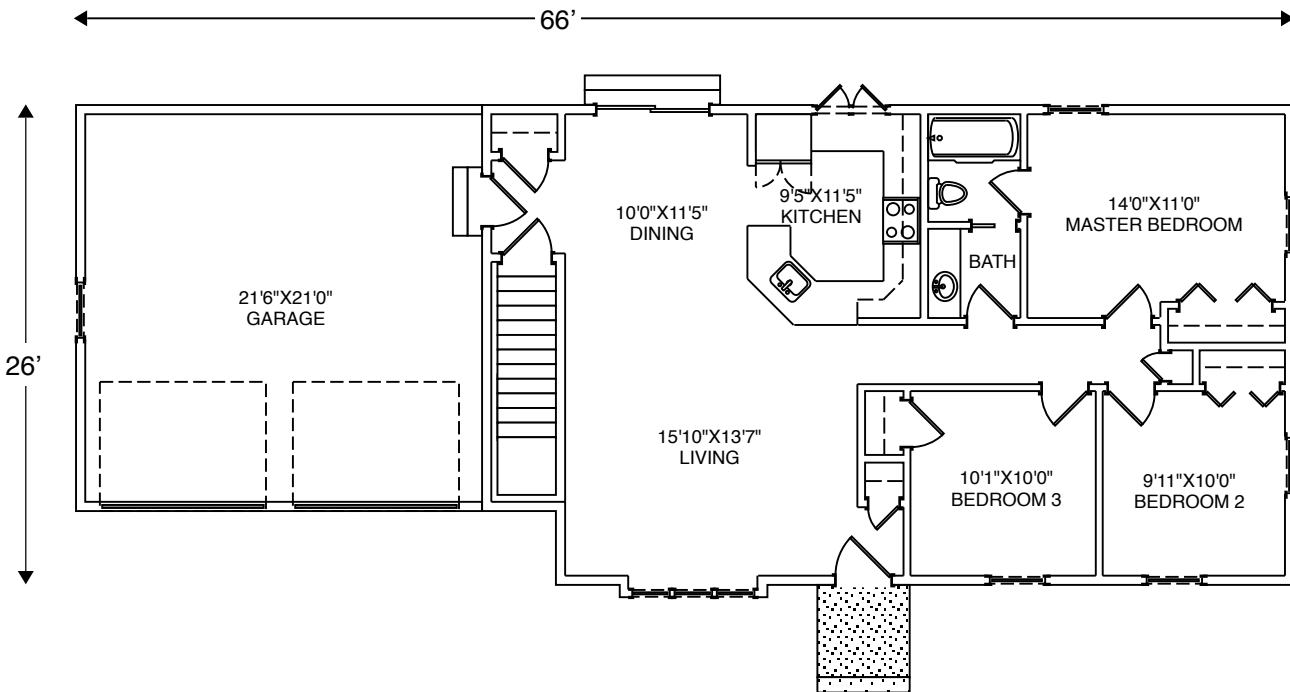 66’
26’
21'6"X21'0"
GARAGE
10'0"X11'5"
DINING
9'5"X11'5"
KITCHEN
BATH
14'0"X11'0"
MASTER BEDROOM
15'10"X13'7"
LIVING
10'1"X10'0"
BEDROOM 3
9'11"X10'0"
BEDROOM 2